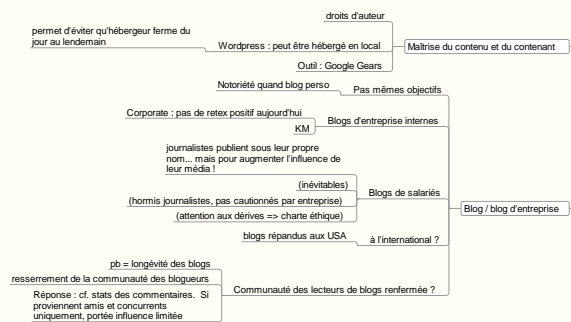 droits d'auteur
permet d'éviter qu'hébergeur ferme du
jour au lendemain
Wordpress : peut être hébergé en local
Maîtrise du contenu et du contenant
Outil : Google Gears
Notoriété quand blog perso
Pas mêmes objectifs
Corporate : pas de retex positif aujourd'hui
Blogs d'entreprise internes
KM
journalistes publient sous leur propre
nom... mais pour augmenter l'influence de
leur média !
(inévitables)
Blogs de salariés
(hormis journalistes, pas cautionnés par entreprise)
(attention aux dérives => charte éthique)
Blog / blog d'entreprise
blogs répandus aux USA
à l'international ?
pb = longévité des blogs
resserrement de la communauté des blogueurs
Communauté des lecteurs de blogs renfermée ?
Réponse : cf. stats des commentaires. Si
proviennent amis et concurrents
uniquement, portée influence limitée